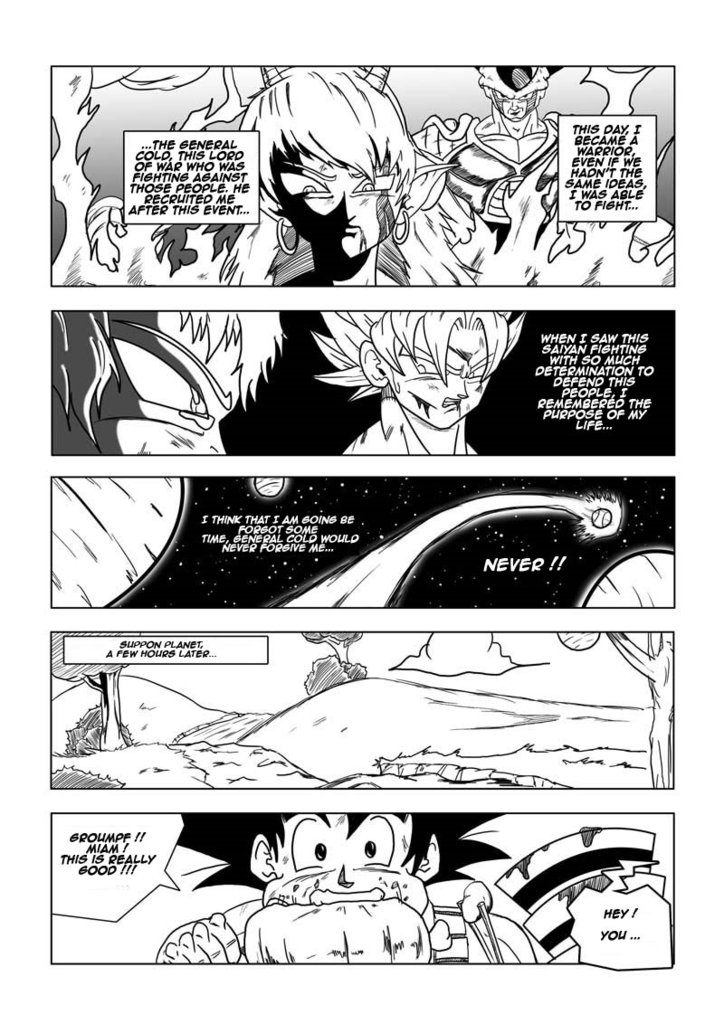 ...THE GENERAL
COLD, THIS LORD
OF WAR WHO WAS
FIGHTING AGAINST
THOSE PEOPLE. HE
RECRUITED ME
AFTER THIS EVENT...
THIS DAY, I
BECAME A
WARRIOR,
EVEN IF WE
HADN'T THE
SAME IDEAS,
I WAS ABLE
TO FIGHT...
WHEN I SAW THIS
SAIYAN FIGHTING
WITH SO MUCH
DETERMINATION TO
DEFEND THIS
PEOPLE, I
REMEMBERED THE
PURPOSE OF MY
LIFE...
I THINK THAT I AM GOING BE
FORGOT SOME
TIME, GENERAL COLD WOULD
NEVER FORGIVE ME...
NEVER !!
SUPPON PLANET,
A FEW HOURS LATER...
GROUMPF !!
MIAM !
THIS IS REALLY
GOOD !!!
HEY !
YOU ...